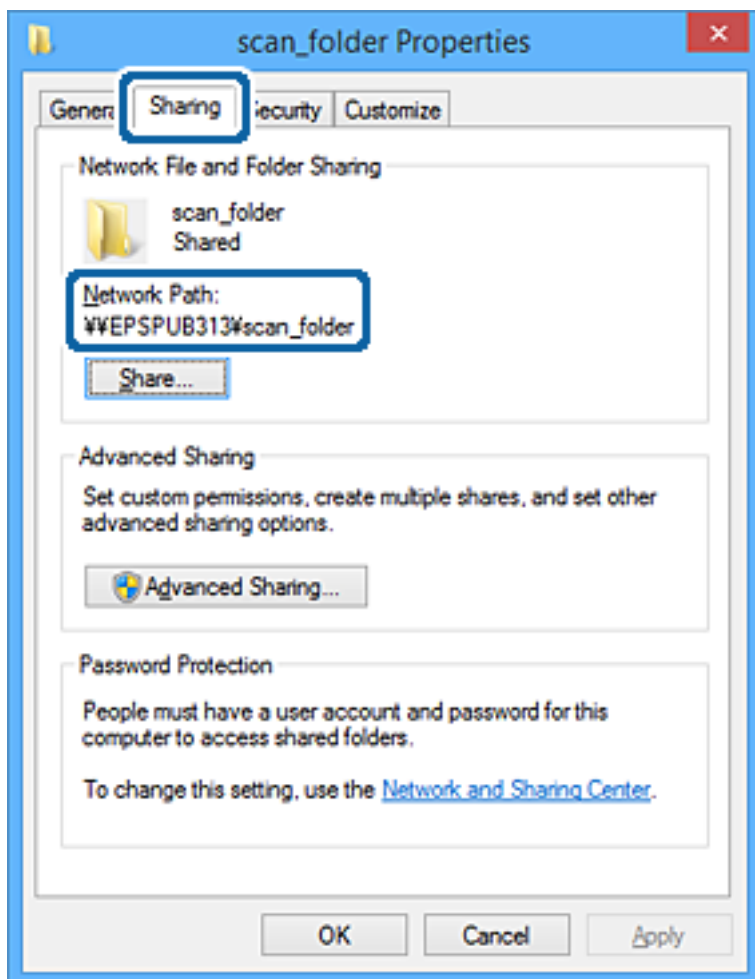 scan_folder Properties
Sharing
Customize
Network File and Folder Sharing
scan_folder
Shared
Network Path:
¥¥EPSPUB313¥scan_folder
Share...
Advanced Sharing
Set custom permissions, create multiple shares, and set other
advanced sharing options.
Advanced Sharing...
Password Protection
People must have a user account and password for this
computer to access shared folders.
To change this setting, use the Network and Sharing Center.
OK
Cancel
Apply